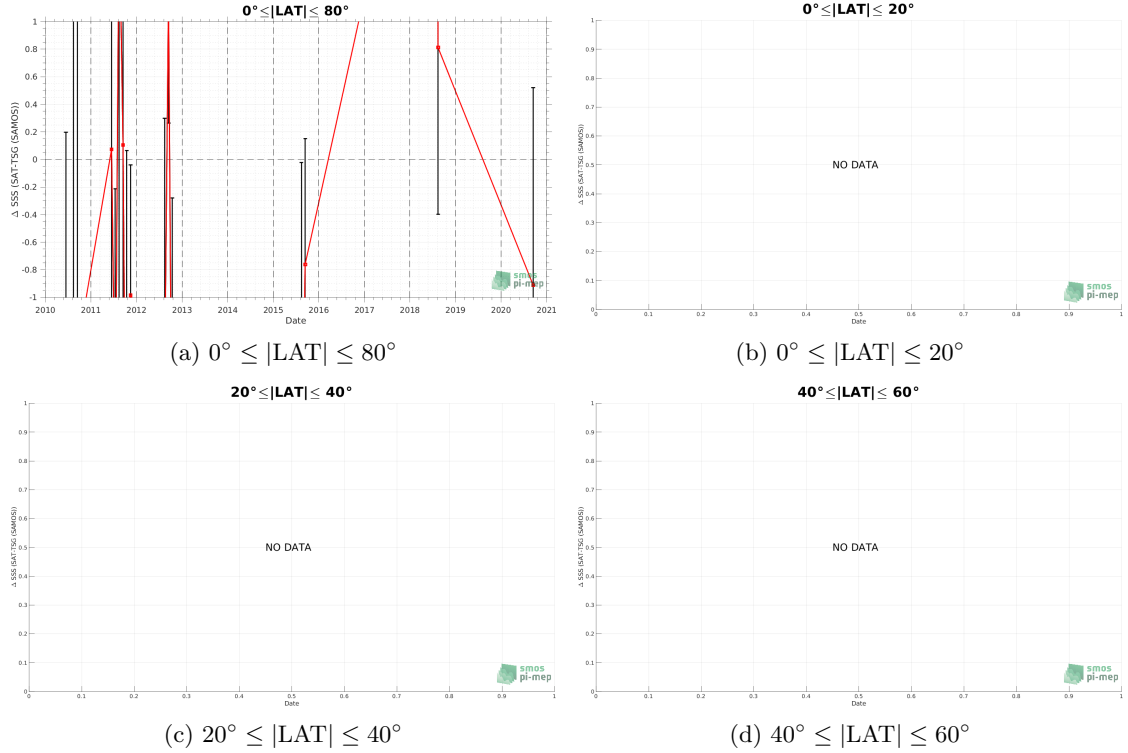 0°≤|LAT|≤ 80°
Δ SSS (SAT-TSG (SAMOS))
1
0.8
0.6
0.4
0.2
0
-0.2
-0.4
-0.6
-0.8
-1
2010 2011 2012 2013 2014 2015 2016 2017 2018 2019 2020 2021
Date
smos
pi-mep
(a) 0° ≤ |LAT| ≤ 80°
0°≤|LAT|≤ 20°
Δ SSS (SAT-TSG (SAMOS))
1
0.9
0.8
0.7
0.6
0.5
0.4
0.3
0.2
0.1
0
NO DATA
0 0.1 0.2 0.3 0.4 0.5 0.6 0.7 0.8 0.9 1
Date
smos
pi-mep
(b) 0° ≤ |LAT| ≤ 20°
20°≤|LAT|≤ 40°
Δ SSS (SAT-TSG (SAMOS))
1
0.9
0.8
0.7
0.6
0.5
0.4
0.3
0.2
0.1
0
NO DATA
0 0.1 0.2 0.3 0.4 0.5 0.6 0.7 0.8 0.9 1
Date
smos
pi-mep
(c) 20° ≤ |LAT| ≤ 40°
40°≤|LAT|≤ 60°
Δ SSS (SAT-TSG (SAMOS))
1
0.9
0.8
0.7
0.6
0.5
0.4
0.3
0.2
0.1
0
NO DATA
0 0.1 0.2 0.3 0.4 0.5 0.6 0.7 0.8 0.9 1
Date
smos
pi-mep
(d) 40° ≤ |LAT| ≤ 60°